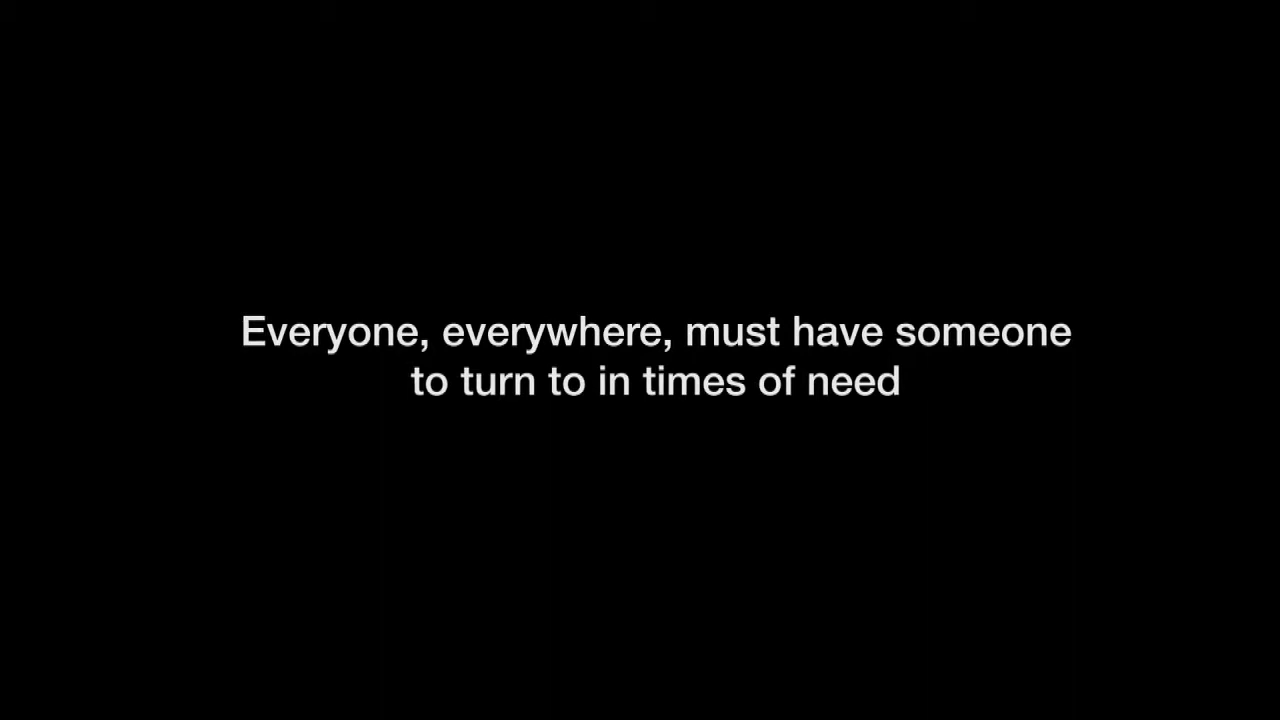 Everyone, everywhere, must have someone
to turn to in times of need